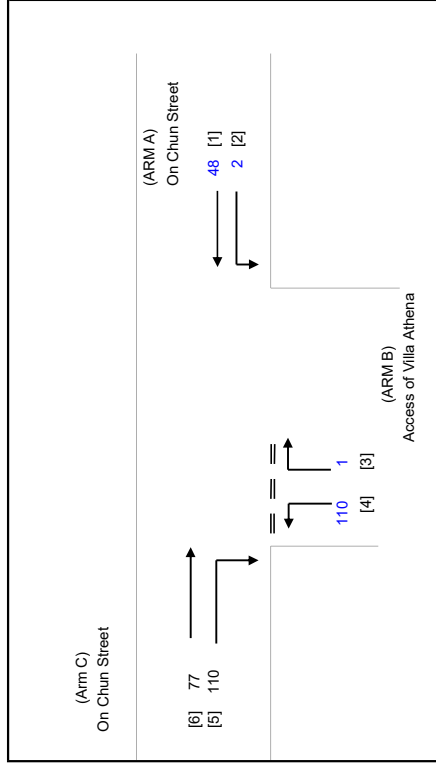 (Arm C)
On Chun Street
(ARM A)
On Chun Street
[6] 77
[5] 110
48 [1]
2 [2]
110
[4]
1
[3]
(ARM B)
Access of Villa Athena